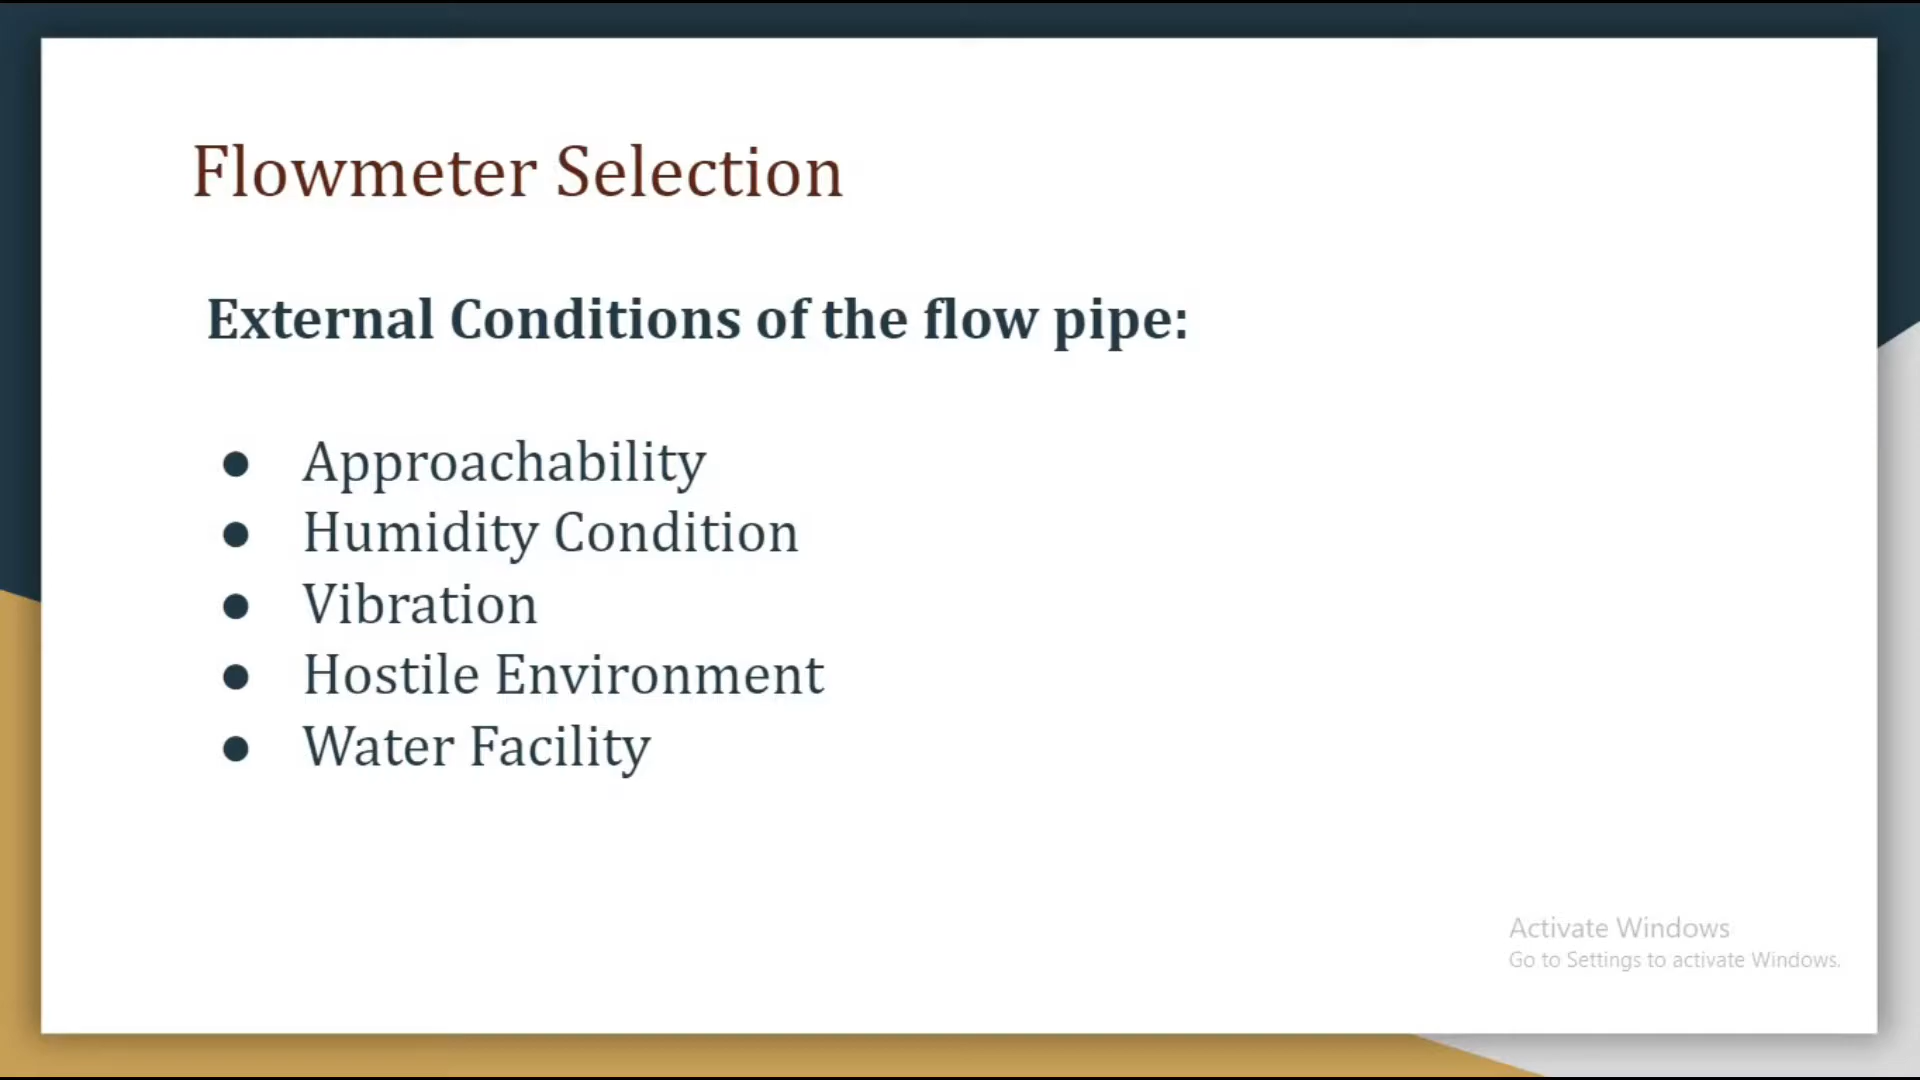 Flowmeter Selection
External Conditions of the flow pipe:
● Approachability
● Humidity Condition
● Vibration
● Hostile Environment
● Water Facility
Activate Windows
Go to Settings to activate Windows.